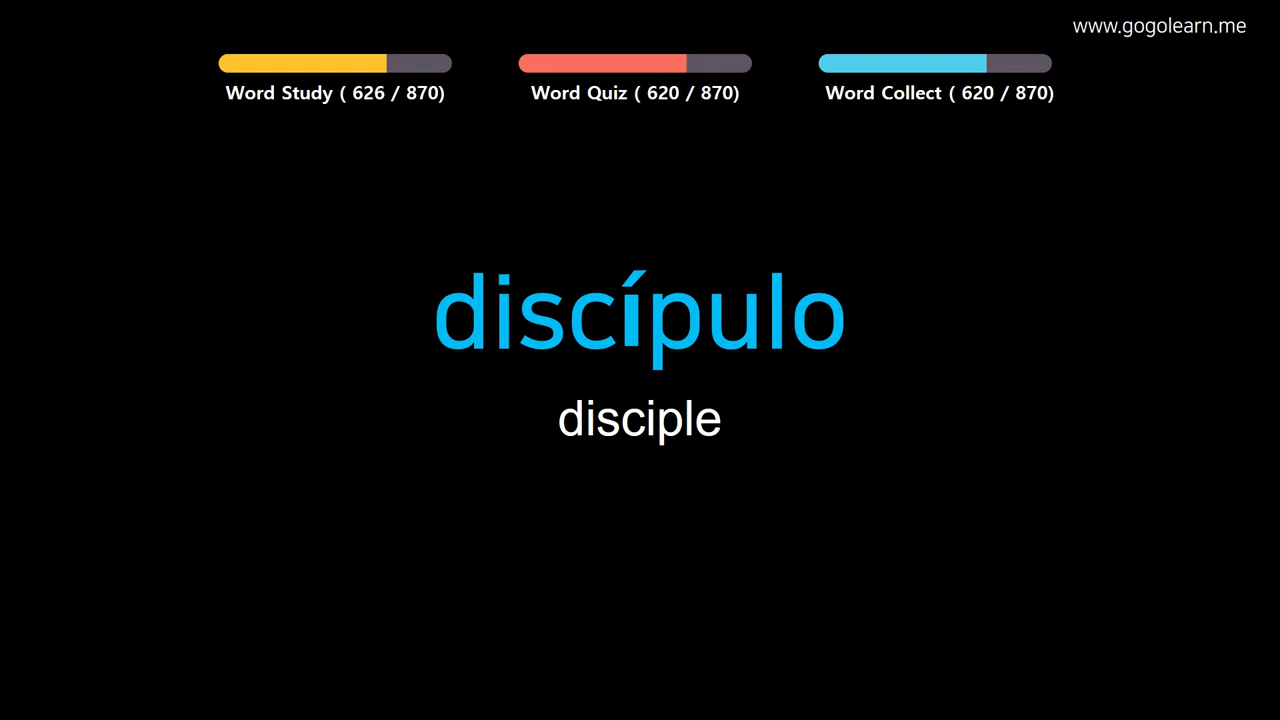 www.gogolearn.me
Word Study ( 626 / 870)
Word Quiz ( 620 / 870)
Word Collect ( 620 / 870)
discípulo
disciple